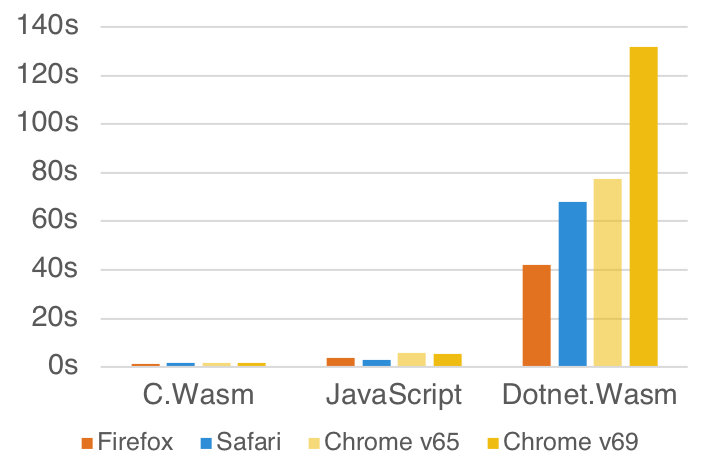 140s
120s
100s
80s
60s
40s
20s
0s
C.Wasm JavaScript Dotnet.Wasm
Firefox Safari Chrome v65 Chrome v69